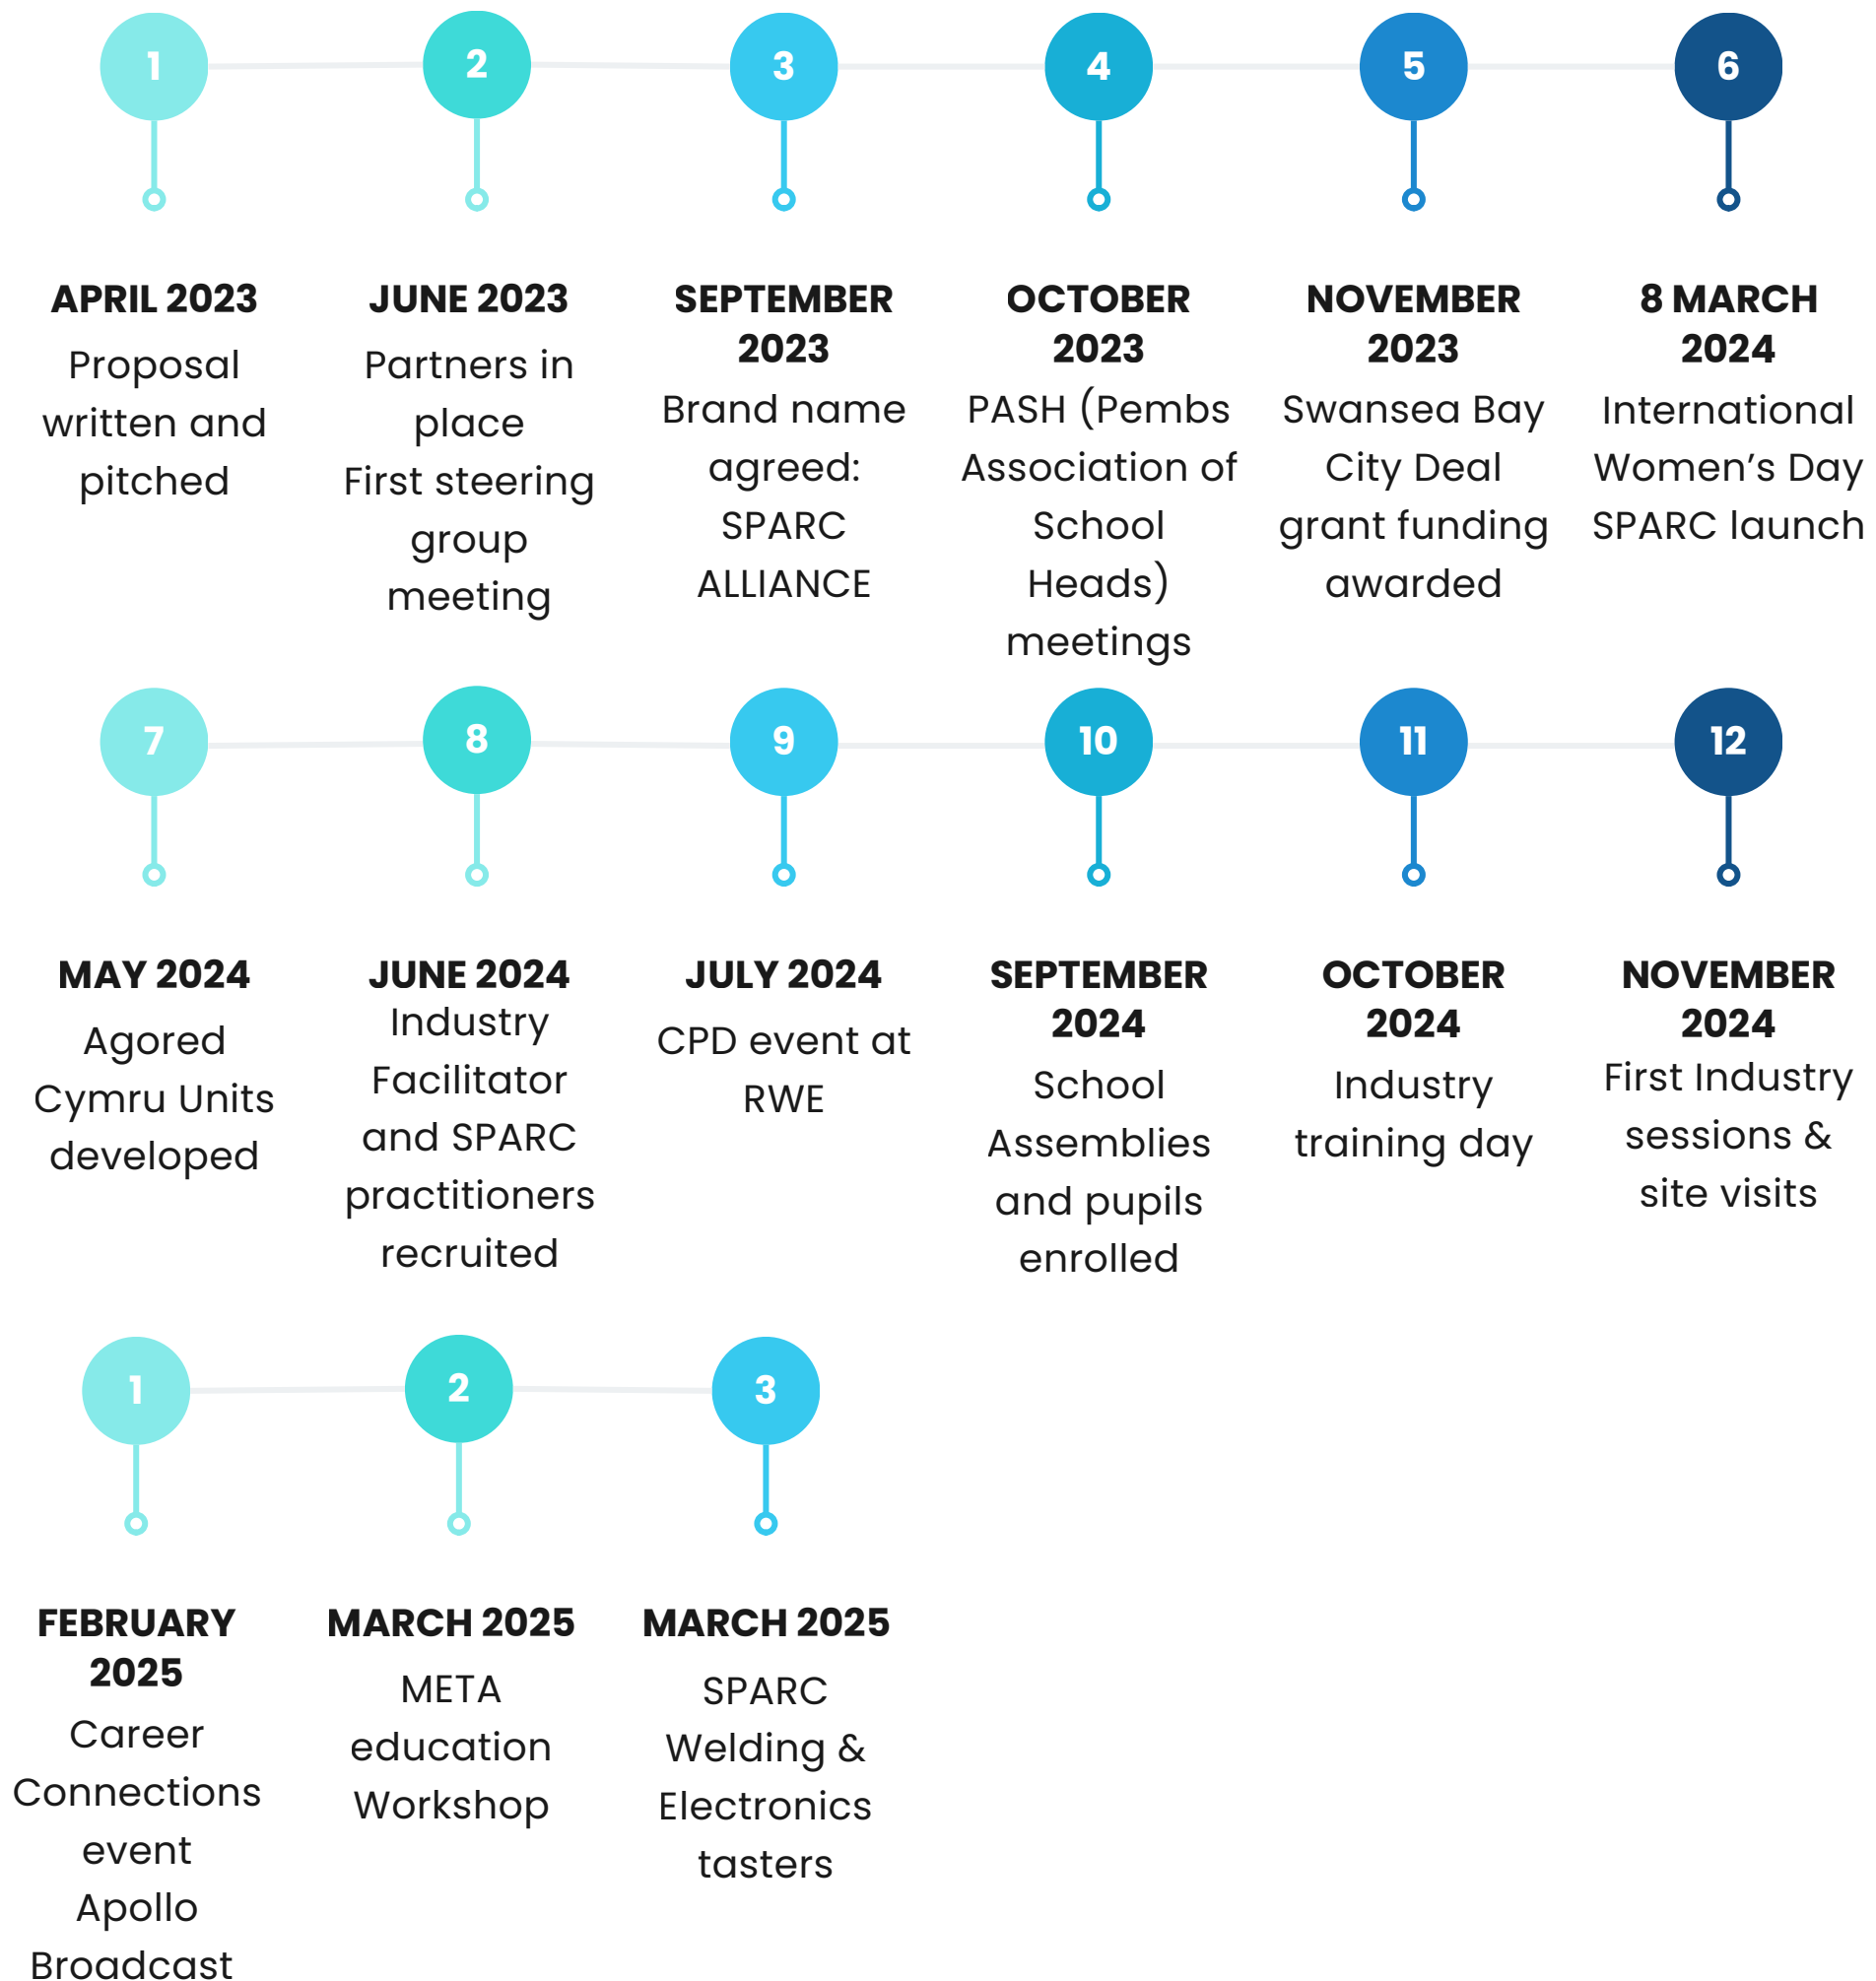 1
2
3
4
5
6
APRIL 2023
Proposal
written and
pitched
JUNE 2023
Partners in
place
First steering
group
meeting
SEPTEMBER
2023
Brand name
agreed:
SPARC
ALLIANCE
OCTOBER
2023
PASH (Pembs
Association of
School
Heads)
meetings
NOVEMBER
2023
Swansea Bay
City Deal
grant funding
awarded
8 MARCH
2024
International
Women's Day
SPARC launch
7
8
9
10
11
12
MAY 2024
Agored
Cymru Units
developed
JUNE 2024
Industry
Facilitator
and SPARC
practitioners
recruited
JULY 2024
CPD event at
RWE
SEPTEMBER
2024
School
Assemblies
and pupils
enrolled
OCTOBER
2024
Industry
training day
NOVEMBER
2024
First Industry
sessions &
site visits
1
2
3
FEBRUARY
2025
Career
Connections
event
Apollo
Broadcast
MARCH 2025
META
education
Workshop
MARCH 2025
SPARC
Welding &
Electronics
tasters